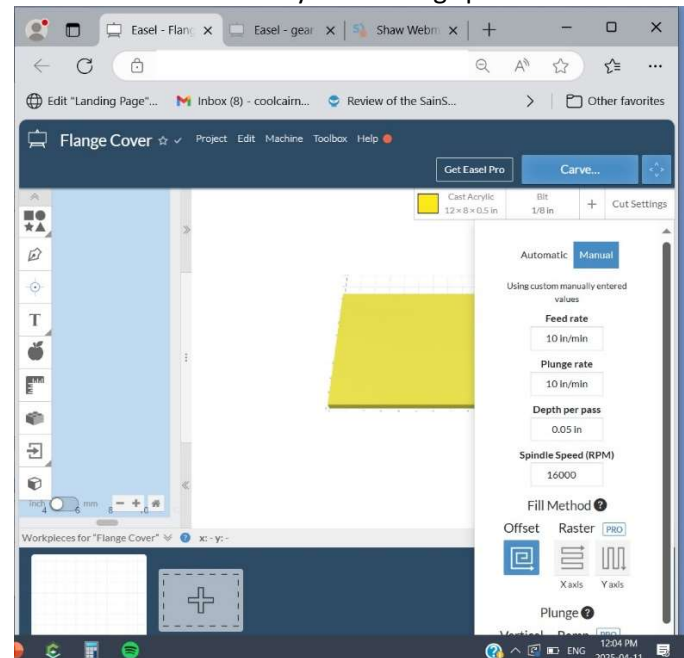 Easel - Flang
Easel - gear
Shaw Webm
Edit "Landing Page"...
Inbox (8) - coolcairn...
Review of the SainS...
Other favorites
Flange Cover
Project Edit Machine Toolbox Help
Get Easel Pro
Carve...
Cast Acrylic
12 × 8 × 0.5 in
Bit
1/8 in
+
Cut Settings
Automatic Manual
Using custom manually entered
values
Feed rate
10 in/min
Plunge rate
10 in/min
Depth per pass
0.05 in
Spindle Speed (RPM)
16000
Fill Method
Offset Raster PRO
X axis Y axis
Plunge
inch mm
Workpieces for "Flange Cover"
x: - y: -
ENG
12:04 PM
2025-04-11